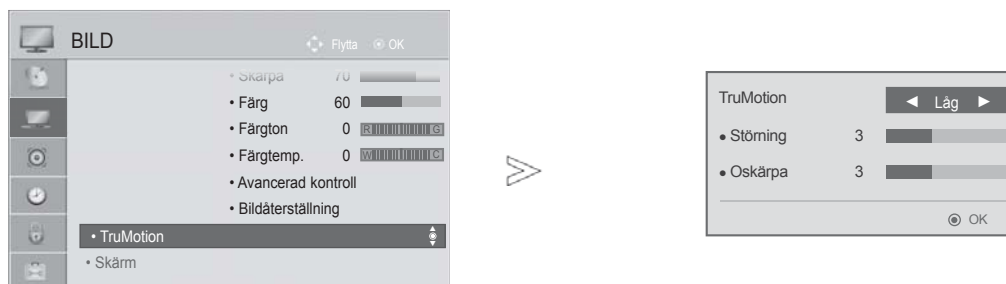 BILD
Flytta OK
• Skärpa 70
• Färg 60
• Färgton 0 R G
• Färgtemp. 0 W C
• Avancerad kontroll
• Bildåterställning
• TruMotion
• Skärm
TruMotion ◄ Låg ►
• Störning 3
• Oskärpa 3
OK